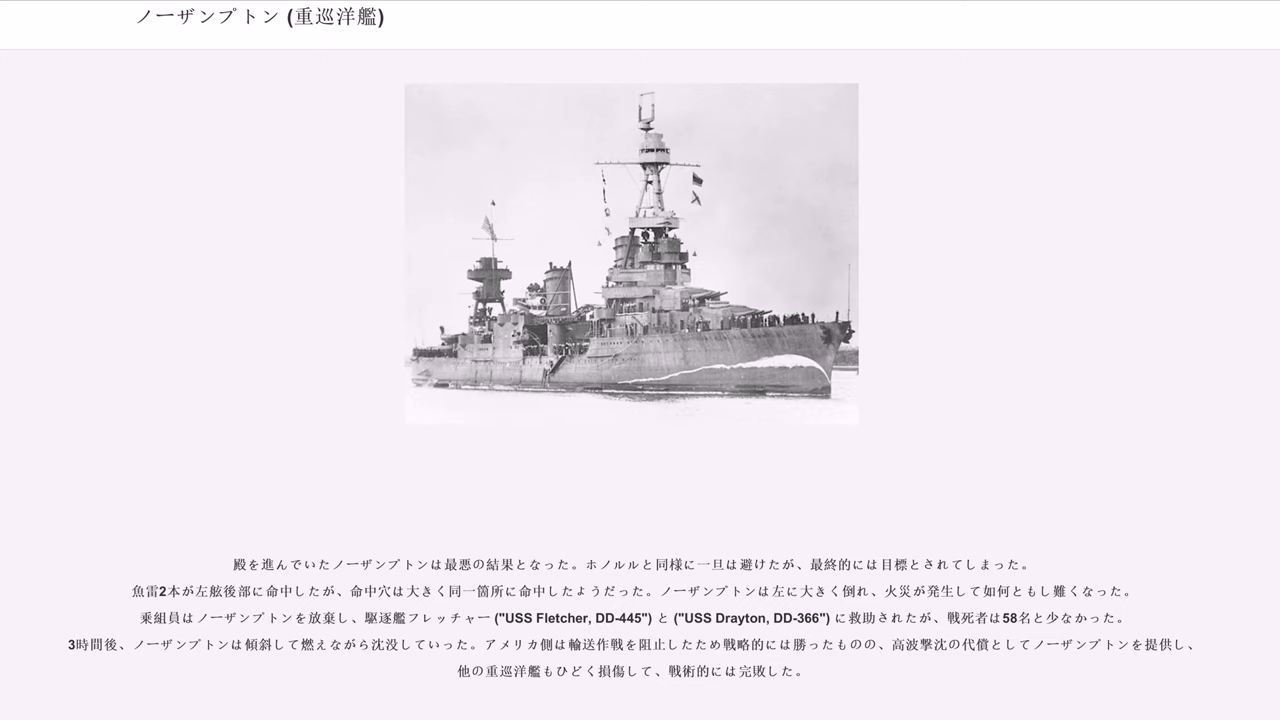 ノーザンプトン (重巡洋艦)
殿を進んでいたノーザンプトンは最悪の結果となった。ホノルルと同様に一旦は避けたが、最終的には目標とされてしまった。
魚雷2本が左舷後部に命中したが、命中穴は大きく同一箇所に命中したようだった。ノーザンプトンは左に大きく倒れ、火災が発生して如何ともし難くなった。
乗組員はノーザンプトンを放棄し、駆逐艦フレッチャー ("USS Fletcher, DD-445") と ("USS Drayton, DD-366") に救助されたが、戦死者は58名と少なかった。
3時間後、ノーザンプトンは傾斜して燃えながら沈没していった。アメリカ側は輸送作戦を阻止したため戦略的には勝ったものの、高波撃沈の代償としてノーザンプトンを提供し、
他の重巡洋艦もひどく損傷して、戦術的には完敗した。